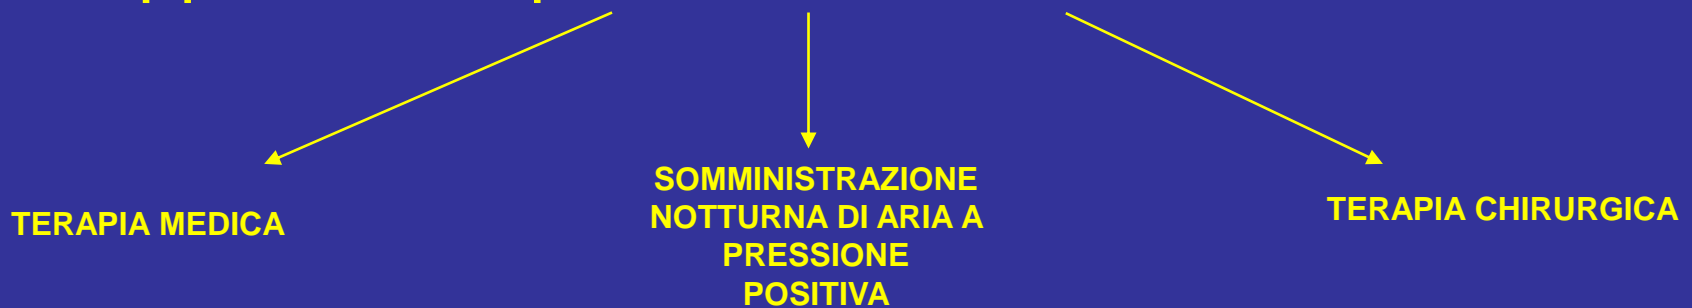 TERAPIA MEDICA
SOMMINISTRAZIONE
NOTTURNA DI ARIA A
PRESSIONE
POSITIVA
TERAPIA CHIRURGICA